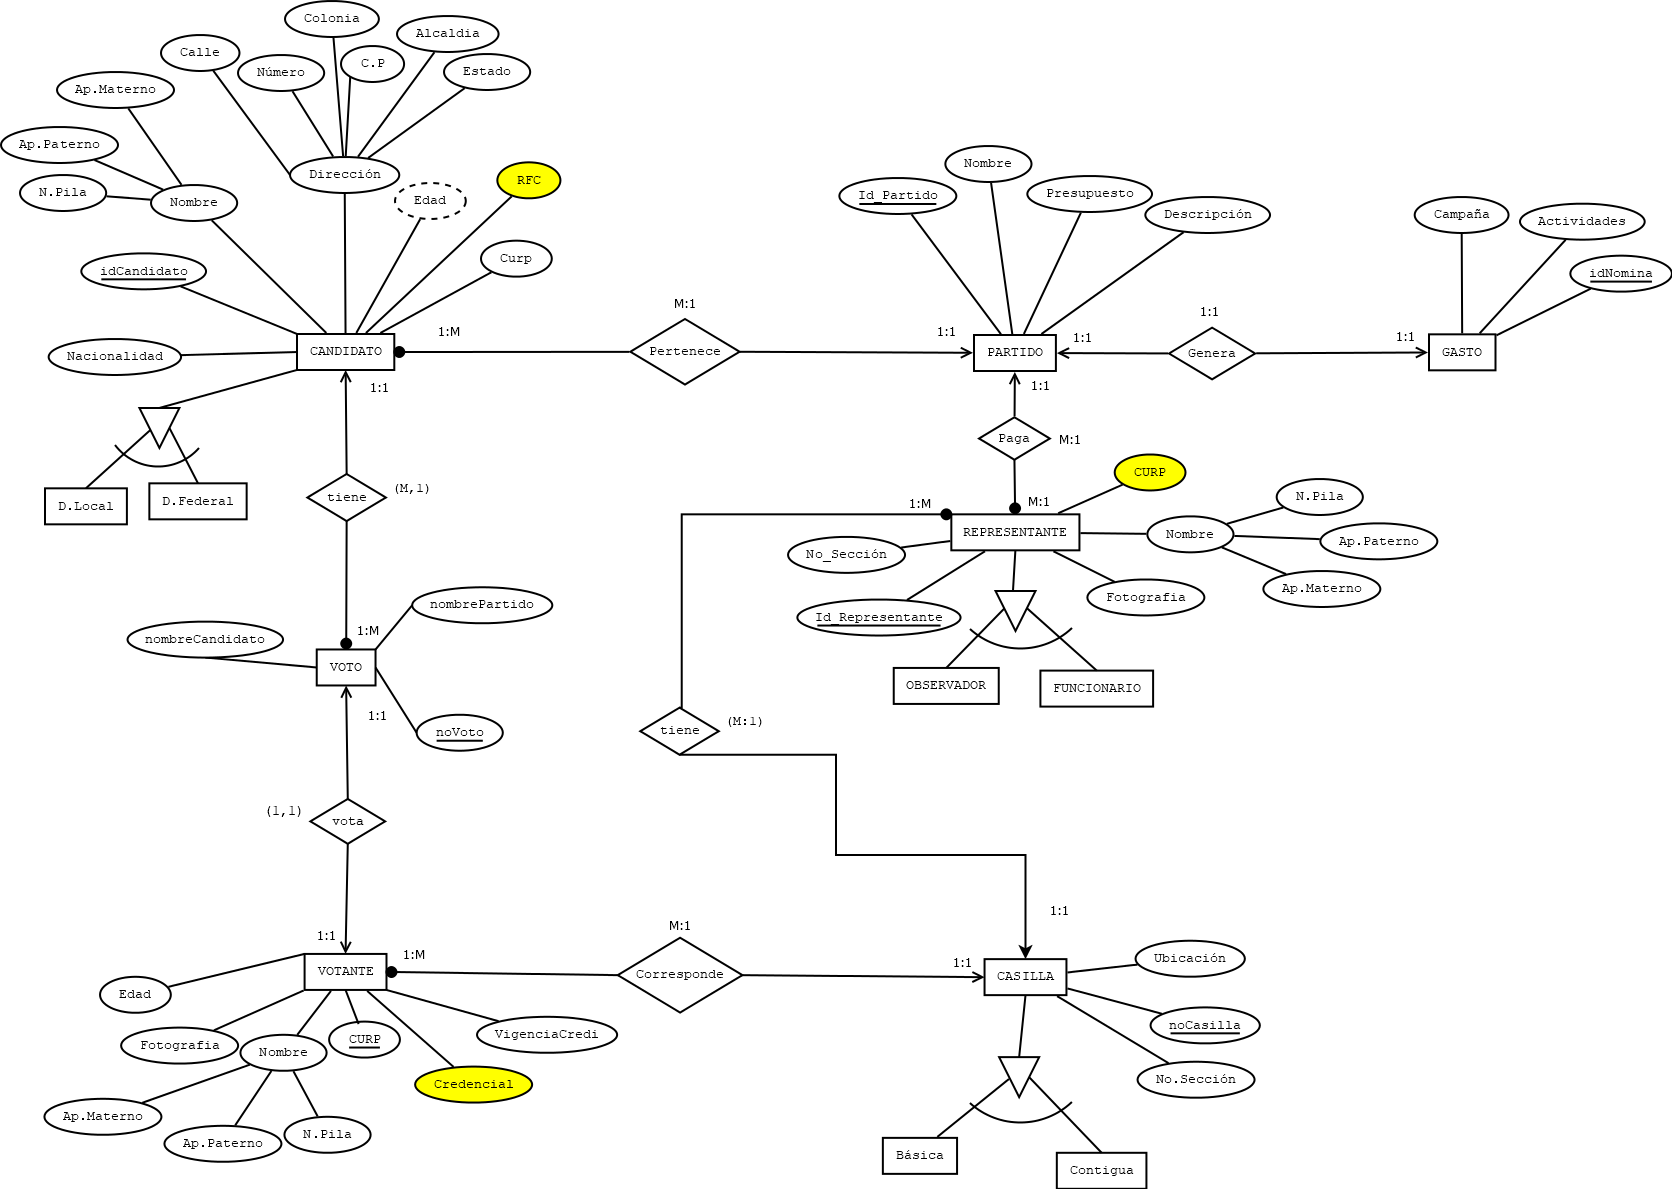 Colonia
Alcaldia
Calle
Número
C.P
Estado
Ap.Materno
Ap.Paterno
N.Pila
Nombre
Dirección
Edad
RFC
Curp
idCandidato
Nacionalidad
CANDIDATO
1:M
M:1
Pertenece
1:1
Nombre
Id_Partido
Presupuesto
Descripción
PARTIDO
1:1
1:1
Genera
1:1
Campaña
Actividades
idNomina
GASTO
1:1
D.Local
D.Federal
tiene
(M,1)
1:1
Paga
M:1
CURP
1:M
M:1
REPRESENTANTE
No_Sección
Id_Representante
Nombre
N.Pila
Ap.Paterno
Ap.Materno
Fotografia
OBSERVADOR
FUNCIONARIO
nombrePartido
nombreCandidato
1:M
VOTO
noVoto
1:1
tiene
(M:1)
(1,1)
vota
1:1
VOTANTE
1:M
M:1
Corresponde
1:1
1:1
CASILLA
Ubicación
noCasilla
No.Sección
Edad
Fotografia
Nombre
CURP
VigenciaCredi
Credencial
Ap.Materno
Ap.Paterno
N.Pila
Básica
Contigua